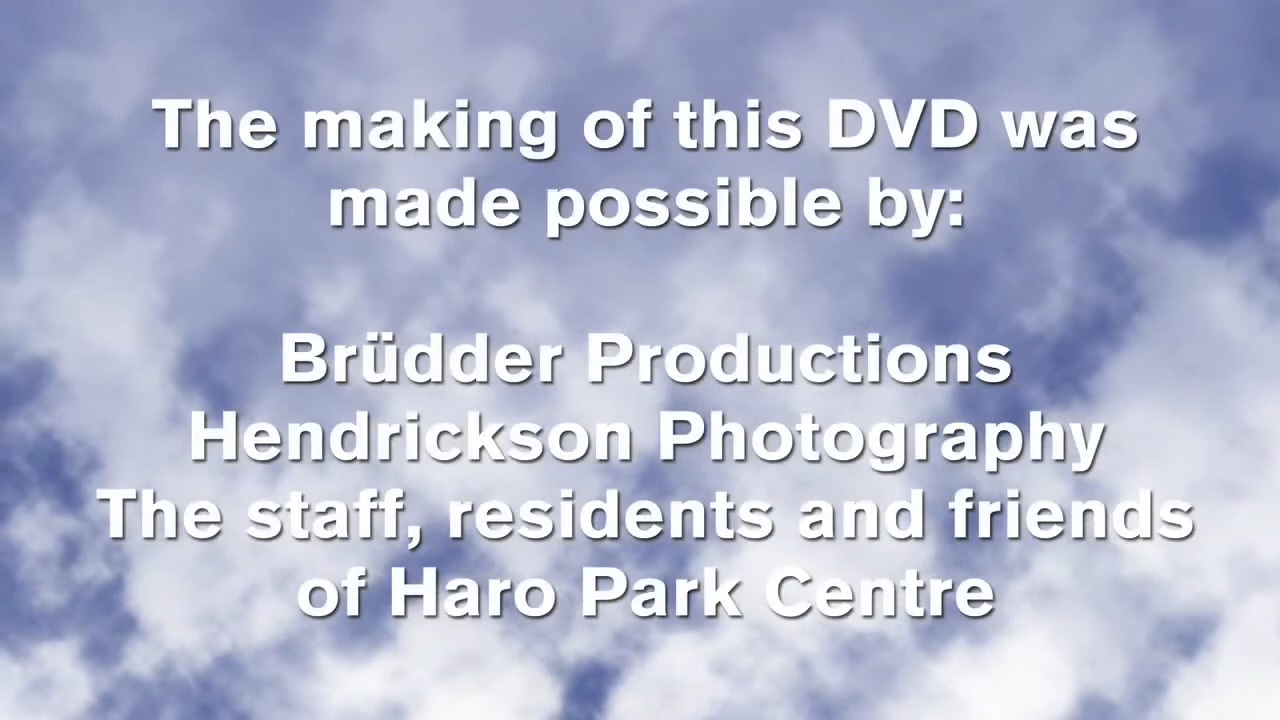 The making of this DVD was
made possible by:
Brüdder Productions
Hendrickson Photography
The staff, residents and friends
of Haro Park Centre